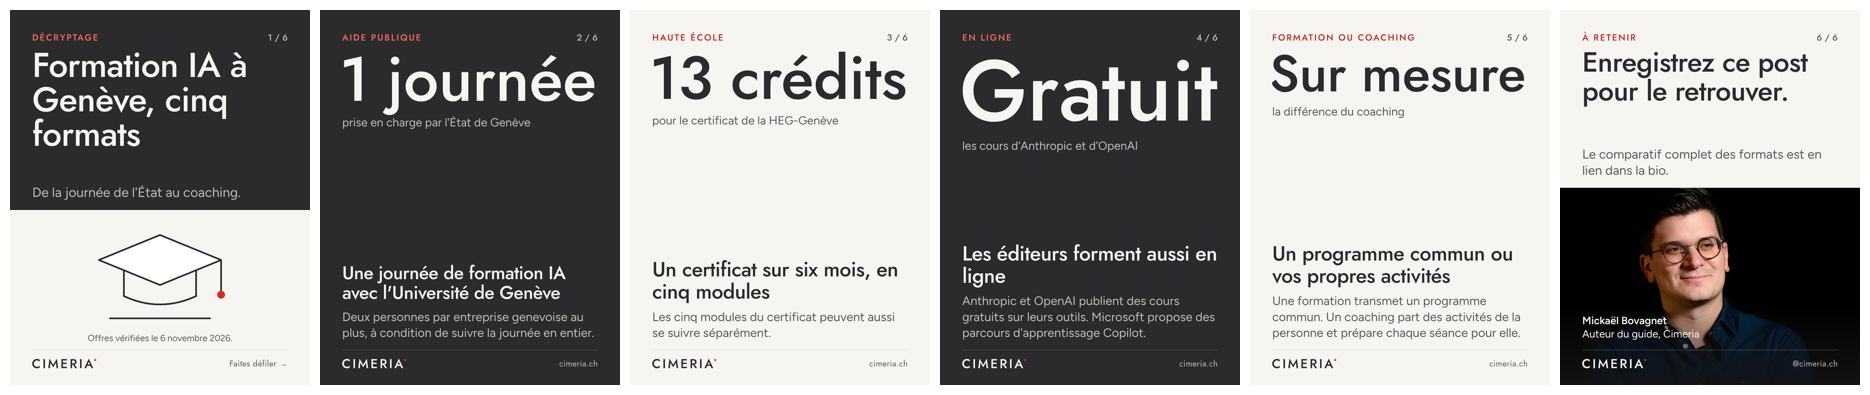 DÉCRYPTAGE
1 / 6
Formation IA à
Genève, cinq
formats
De la journée de l'État au coaching.
Offres vérifiées le 6 novembre 2026.
CIMERIA
Faites défiler →
AIDE PUBLIQUE
2 / 6
1 journée
prise en charge par l'État de Genève
Une journée de formation IA
avec l'Université de Genève
Deux personnes par entreprise genevoise au
plus, à condition de suivre la journée en entier.
CIMERIA
cimeria.ch
HAUTE ÉCOLE
3 / 6
13 crédits
pour le certificat de la HEG-Genève
Un certificat sur six mois, en
cinq modules
Les cinq modules du certificat peuvent aussi
se suivre séparément.
CIMERIA
cimeria.ch
EN LIGNE
4 / 6
Gratuit
les cours d'Anthropic et d'OpenAI
Les éditeurs forment aussi en
ligne
Anthropic et OpenAI publient des cours
gratuits sur leurs outils. Microsoft propose des
parcours d'apprentissage Copilot.
CIMERIA
cimeria.ch
FORMATION OU COACHING
5 / 6
Sur mesure
la différence du coaching
Un programme commun ou
vos propres activités
Une formation transmet un programme
commun. Un coaching part des activités de la
personne et prépare chaque séance pour elle.
CIMERIA
cimeria.ch
À RETENIR
6 / 6
Enregistrez ce post
pour le retrouver.
Le comparatif complet des formats est en
lien dans la bio.
Mickaël Bovagnet
Auteur du guide, Cimeria
CIMERIA
@cimeria.ch